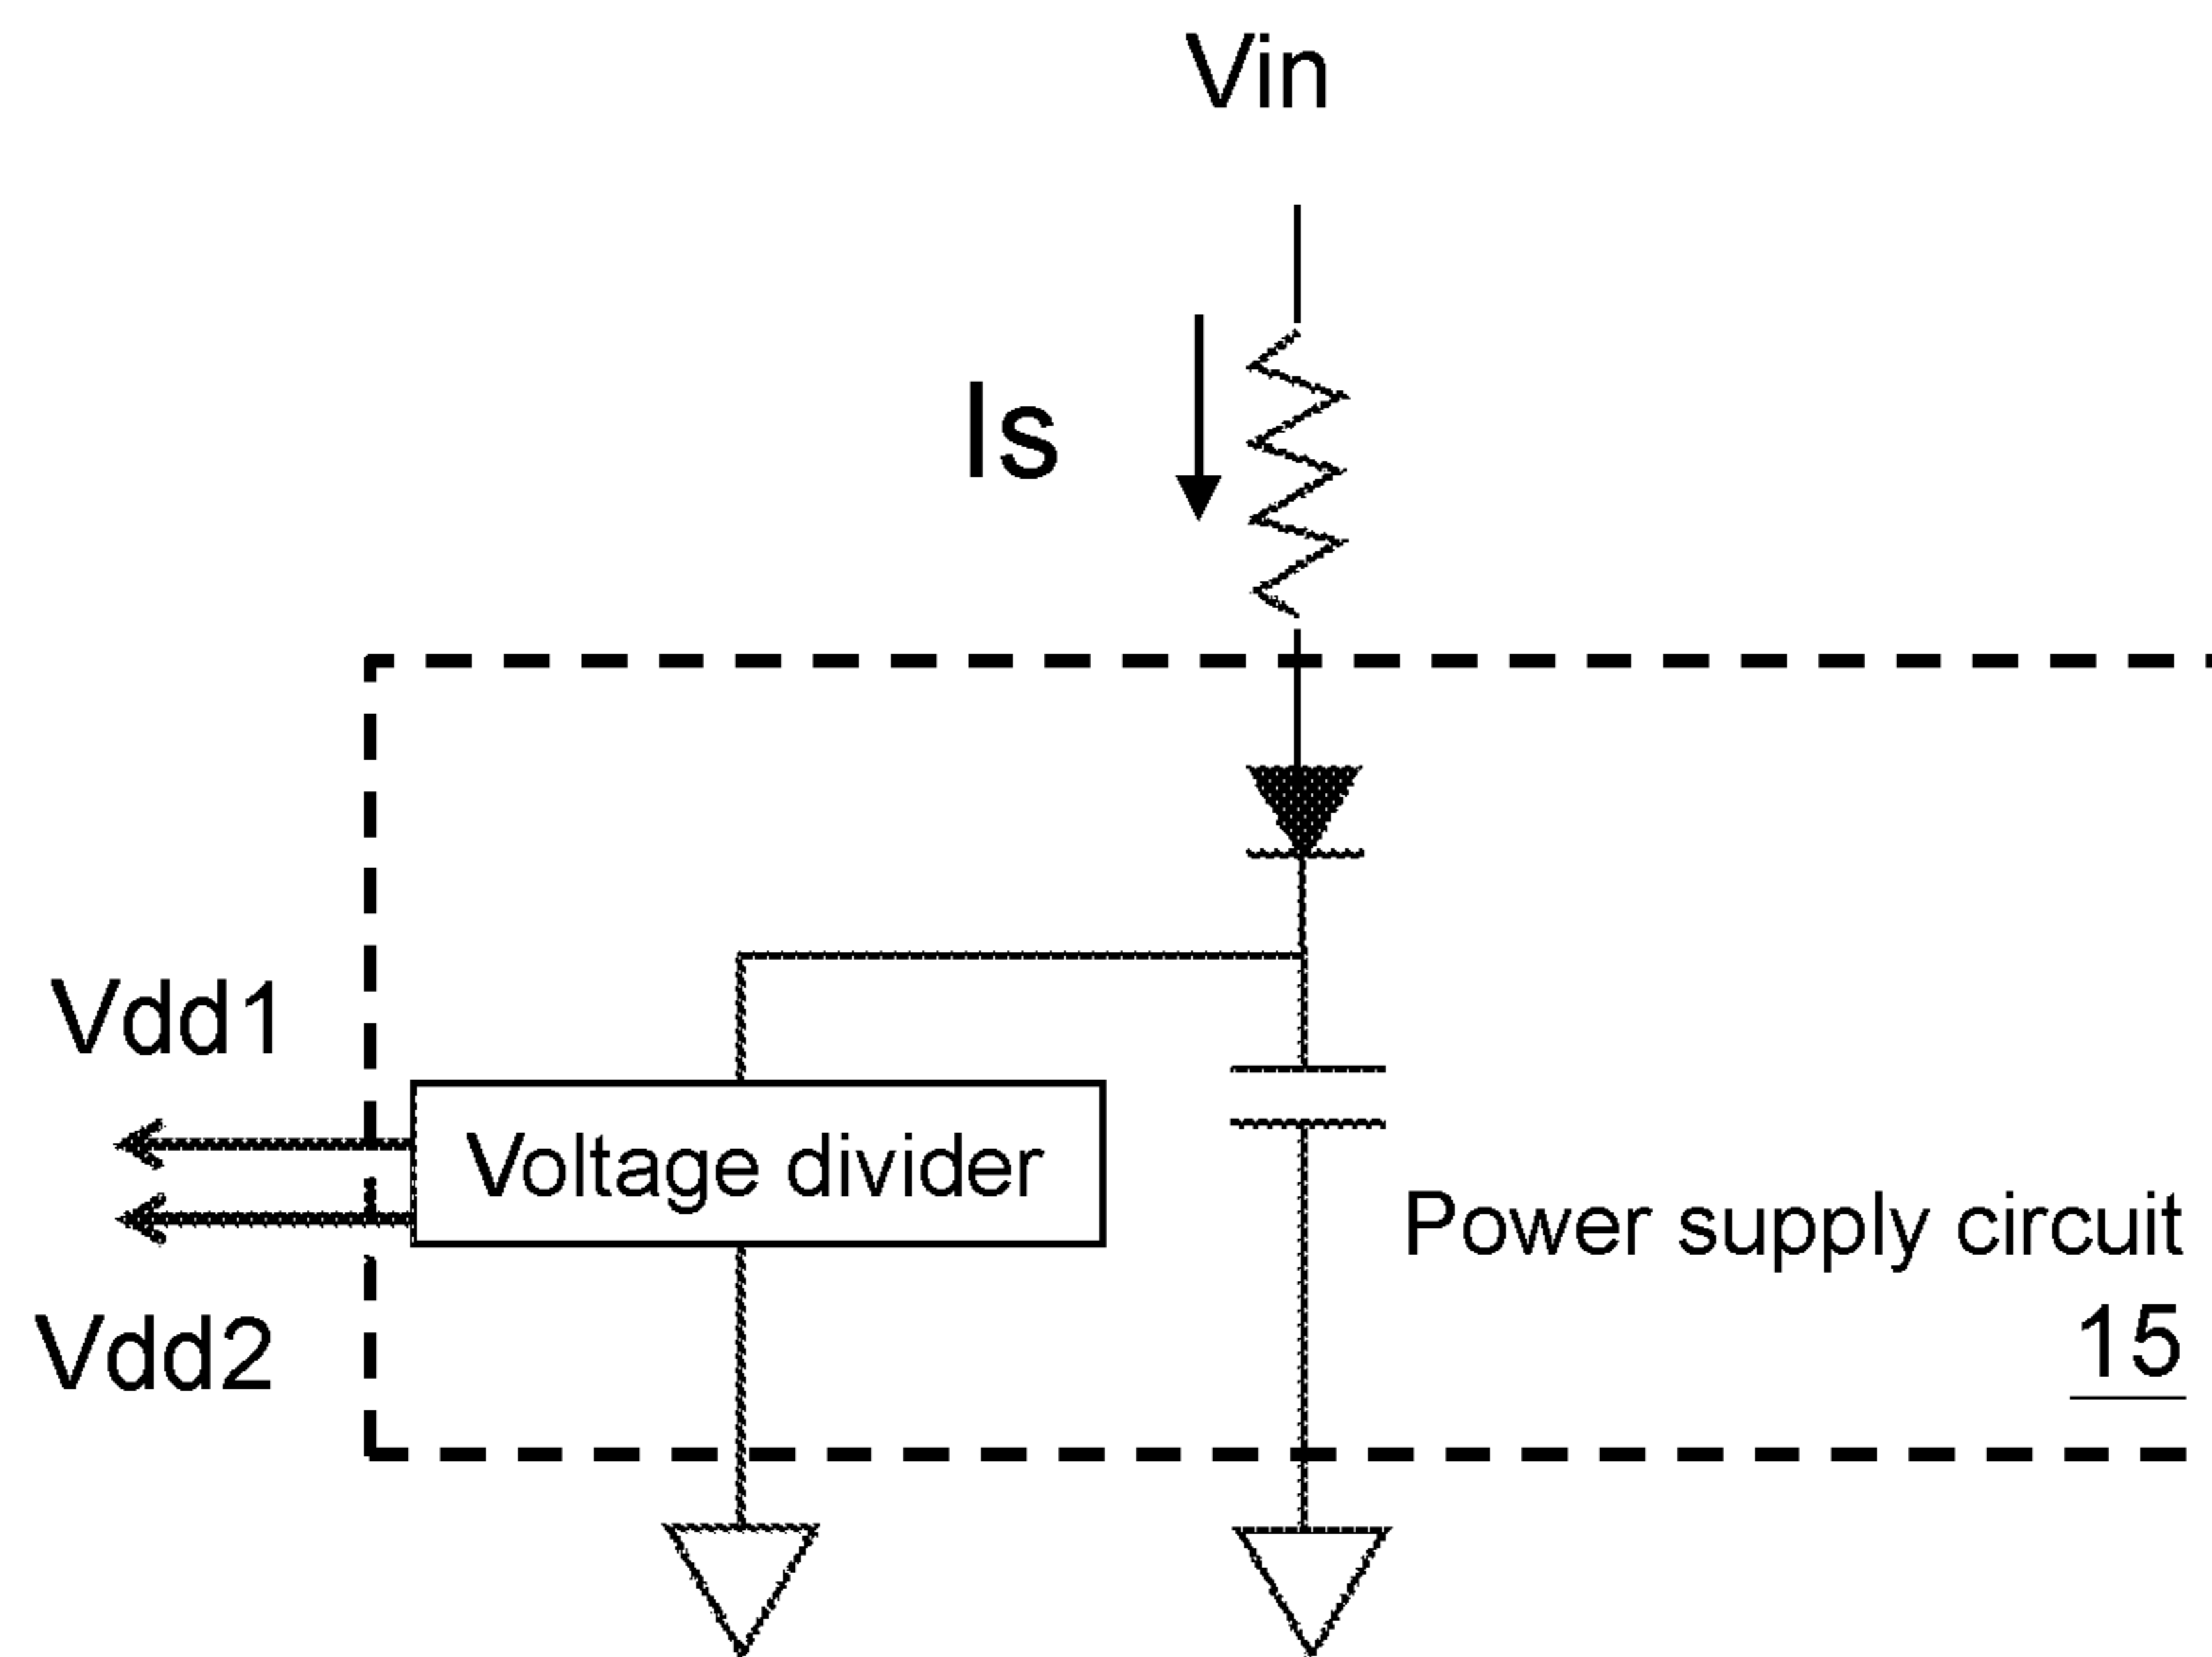 Vin
Is
Vdd1
Voltage divider
Power supply circuit
Vdd2
15